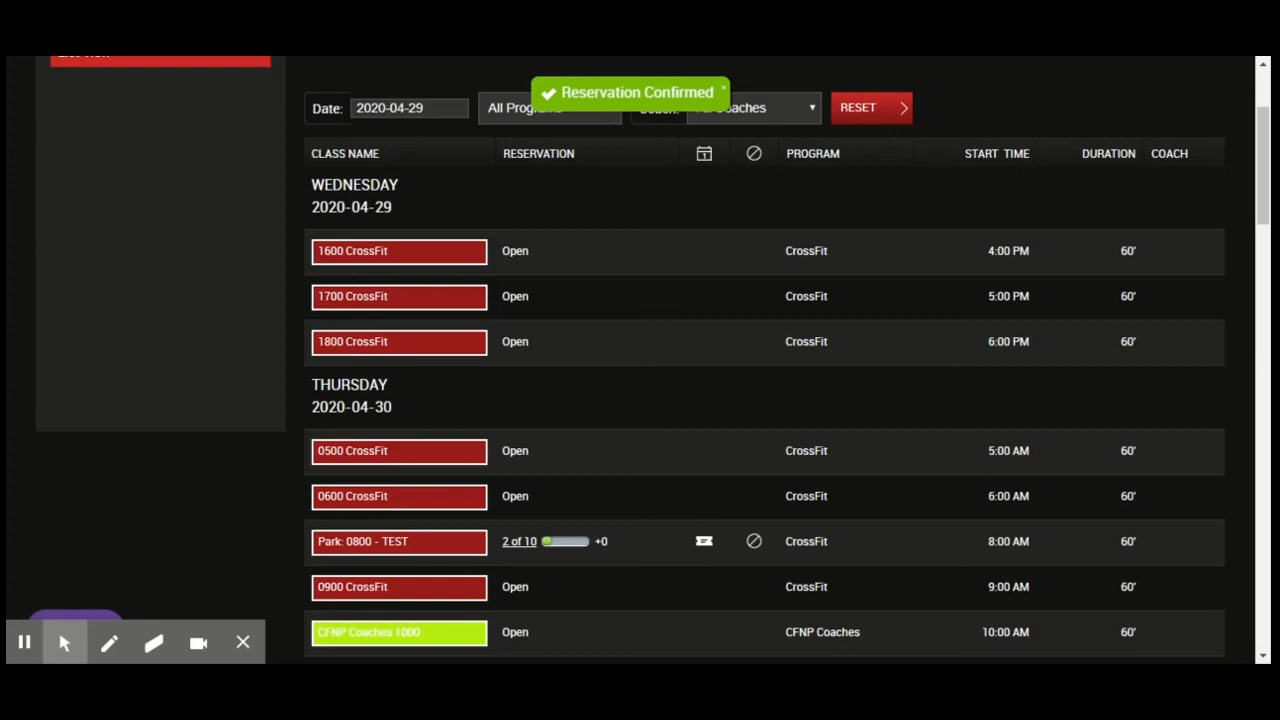 Reservation Confirmed ×
Date: 2020-04-29 All Coaches RESET
CLASS NAME RESERVATION PROGRAM START TIME DURATION COACH
WEDNESDAY
2020-04-29
1600 CrossFit Open CrossFit 4:00 PM 60'
1700 CrossFit Open CrossFit 5:00 PM 60'
1800 CrossFit Open CrossFit 6:00 PM 60'
THURSDAY
2020-04-30
0500 CrossFit Open CrossFit 5:00 AM 60'
0600 CrossFit Open CrossFit 6:00 AM 60'
Park: 0800 - TEST 2 of 10 +0 CrossFit 8:00 AM 60'
0900 CrossFit Open CrossFit 9:00 AM 60'
CFNP Coaches 1000 Open CFNP Coaches 10:00 AM 60'